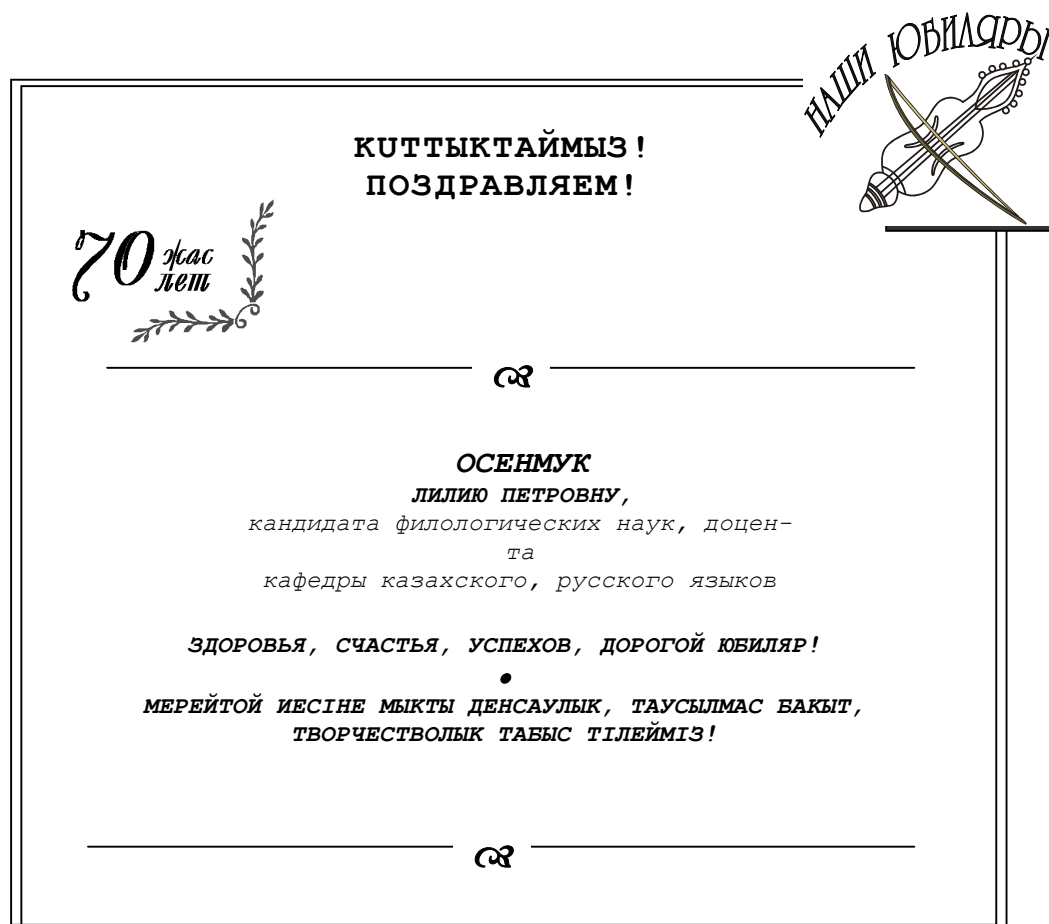 НАШИ ЮБИЛЯРЫ
КUТТЫКТАЙМЫЗ!
ПОЗДРАВЛЯЕМ!
70 жас
лет
ОСЕНМУК
ЛИЛИЮ ПЕТРОВНУ,
кандидата филологических наук, доцен-
та
кафедры казахского, русского языков
ЗДОРОВЬЯ, СЧАСТЬЯ, УСПЕХОВ, ДОРОГОЙ ЮБИЛЯР!
•
МЕРЕЙТОЙ ИЕСІНЕ МЫКТЫ ДЕНСАУЛЫК, ТАУСЫЛМАС БАКЫТ,
ТВОРЧЕСТВОЛЫК ТАБЫС ТІЛЕЙМІЗ!